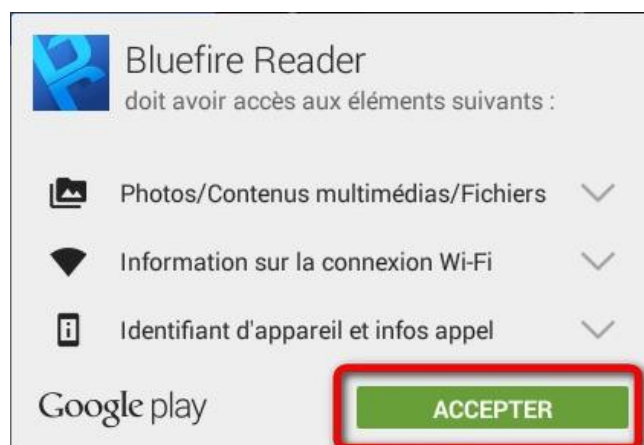 Bluefire Reader
doit avoir accès aux éléments suivants :
Photos/Contenus multimédias/Fichiers
Information sur la connexion Wi-Fi
Identifiant d'appareil et infos appel
Google play
ACCEPTER